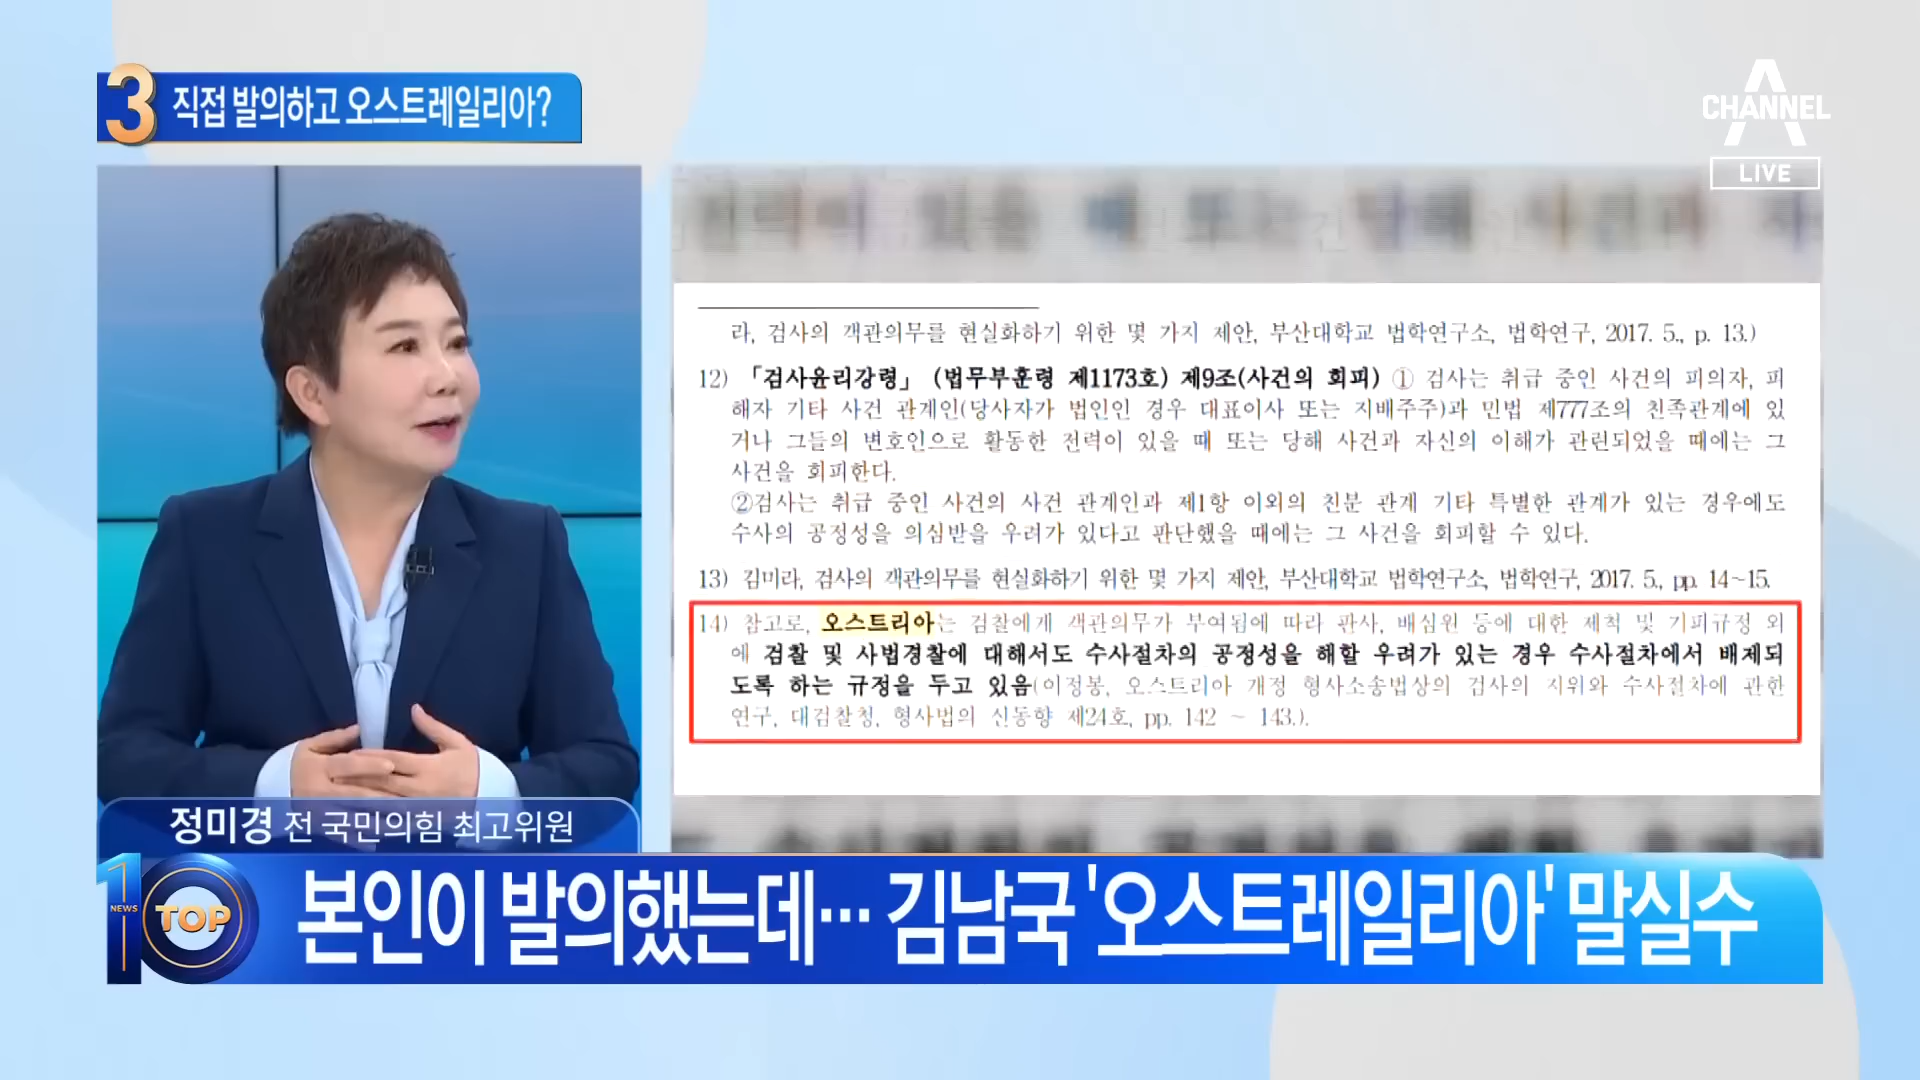 3 직접 발의하고 오스트레일리아?
CHANNEL A
LIVE
라, 검사의 객관의무를 현실화하기 위한 몇 가지 제안, 부산대학교 법학연구소, 법학연구, 2017. 5., p. 13.)
12) 「검사윤리강령」 (법무부훈령 제1173호) 제9조(사건의 회피) ① 검사는 취급 중인 사건의 피의자, 피
해자 기타 사건 관계인(당사자가 법인인 경우 대표이사 또는 지배주주)과 민법 제777조의 친족관계에 있
거나 그들의 변호인으로 활동한 전력이 있을 때 또는 당해 사건과 자신의 이해가 관련되었을 때에는 그
사건을 회피한다.
②검사는 취급 중인 사건의 사건 관계인과 제1항 이외의 친분 관계 기타 특별한 관계가 있는 경우에도
수사의 공정성을 의심받을 우려가 있다고 판단했을 때에는 그 사건을 회피할 수 있다.
13) 김미라, 검사의 객관의무를 현실화하기 위한 몇 가지 제안, 부산대학교 법학연구소, 법학연구, 2017. 5., pp. 14~15.
14) 참고로, 오스트리아는 검찰에게 객관의무가 부여됨에 따라 판사, 배심원 등에 대한 제척 및 기피규정 외
에 검찰 및 사법경찰에 대해서도 수사절차의 공정성을 해할 우려가 있는 경우 수사절차에서 배제되
도록 하는 규정을 두고 있음(이정봉, 오스트리아 개정 형사소송법상의 검사의 지위와 수사절차에 관한
연구, 대검찰청, 형사법의 신동향 제24호, pp. 142 ~ 143.).
정미경 전 국민의힘 최고위원
NEWS TOP 10
본인이 발의했는데… 김남국 '오스트레일리아' 말실수